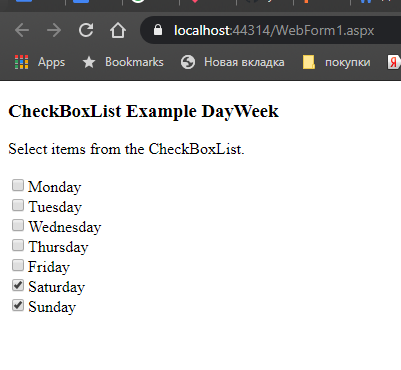 localhost:44314/WebForm1.aspx
Apps Bookmarks Новая вкладка покупки Я
CheckBoxList Example DayWeek
Select items from the CheckBoxList.
Monday
Tuesday
Wednesday
Thursday
Friday
Saturday
Sunday